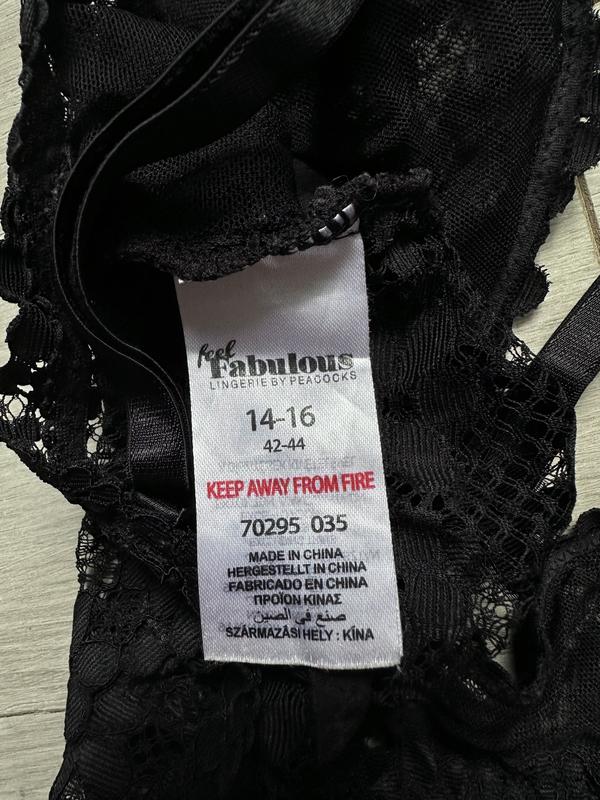 feel
Fabulous®
LINGERIE BY PEACOCKS
14-16
42-44
KEEP AWAY FROM FIRE
70295 035
MADE IN CHINA
HERGESTELLT IN CHINA
FABRICADO EN CHINA
ΠΡΟΪΟΝ ΚΙΝΑΣ
صنع في الصين
SZÁRMAZÁSI HELY : KÍNA